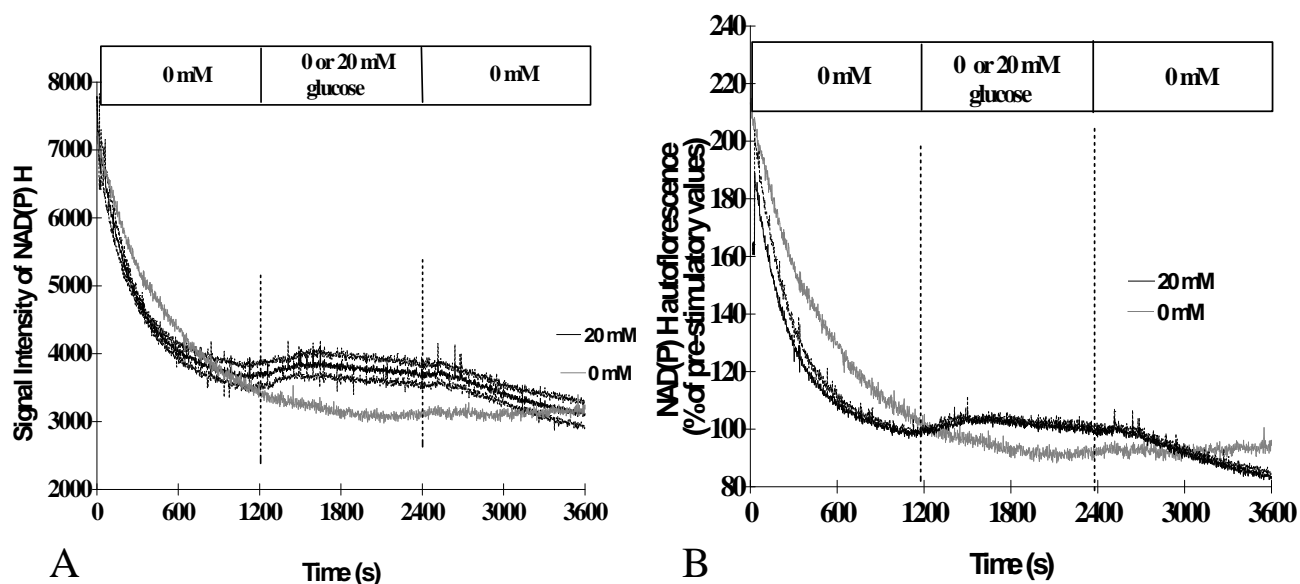 0 mM
0 or 20 mM
glucose
0 mM
8000
7000
6000
5000
4000
3000
2000
0
600
1200
1800
2400
3000
3600
Signal Intensity of NAD(P) H
Time (s)
20 mM
0 mM
A
0 mM
0 or 20 mM
glucose
0 mM
240
220
200
180
160
140
120
100
80
0
600
1200
1800
2400
3000
3600
NAD(P) H autoflorescence
(% of pre-stimulatory values)
Time (s)
20 mM
0 mM
B